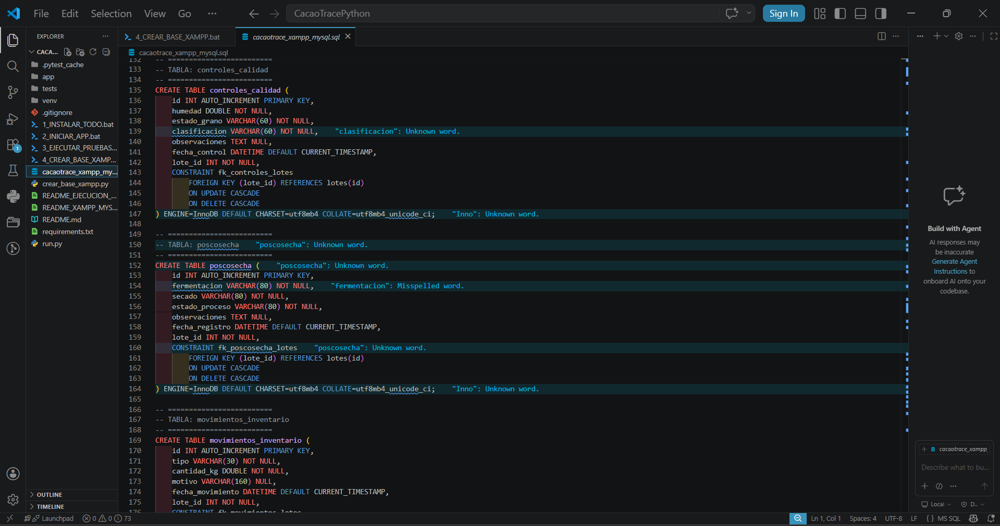 File Edit Selection View Go ···
CacaoTracePython
Sign In
EXPLORER
CACA...
.pytest_cache
app
tests
venv
.gitignore
1_INSTALAR_TODO.bat
2_INICIAR_APP.bat
3_EJECUTAR_PRUEBAS...
4_CREAR_BASE_XAMP...
cacaotrace_xampp_my...
crear_base_xampp.py
README_EJECUCION_...
README_XAMPP_MYS...
README.md
requirements.txt
run.py
OUTLINE
TIMELINE
1
4_CREAR_BASE_XAMPP.bat
cacaotrace_xampp_mysql.sql
cacaotrace_xampp_mysql.sql
132 -- =========================
133 -- TABLA: controles_calidad
134 -- =========================
135 CREATE TABLE controles_calidad (
136 id INT AUTO_INCREMENT PRIMARY KEY,
137 humedad DOUBLE NOT NULL,
138 estado_grano VARCHAR(60) NOT NULL,
139 clasificacion VARCHAR(60) NOT NULL, "clasificacion": Unknown word.
140 observaciones TEXT NULL,
141 fecha_control DATETIME DEFAULT CURRENT_TIMESTAMP,
142 lote_id INT NOT NULL,
143 CONSTRAINT fk_controles_lotes
144 FOREIGN KEY (lote_id) REFERENCES lotes(id)
145 ON UPDATE CASCADE
146 ON DELETE CASCADE
147 ) ENGINE=InnoDB DEFAULT CHARSET=utf8mb4 COLLATE=utf8mb4_unicode_ci; "Inno": Unknown word.
148
149 -- =========================
150 -- TABLA: poscosecha "poscosecha": Unknown word.
151 -- =========================
152 CREATE TABLE poscosecha ( "poscosecha": Unknown word.
153 id INT AUTO_INCREMENT PRIMARY KEY,
154 fermentacion VARCHAR(80) NOT NULL, "fermentacion": Misspelled word.
155 secado VARCHAR(80) NOT NULL,
156 estado_proceso VARCHAR(80) NOT NULL,
157 observaciones TEXT NULL,
158 fecha_registro DATETIME DEFAULT CURRENT_TIMESTAMP,
159 lote_id INT NOT NULL,
160 CONSTRAINT fk_poscosecha_lotes "poscosecha": Unknown word.
161 FOREIGN KEY (lote_id) REFERENCES lotes(id)
162 ON UPDATE CASCADE
163 ON DELETE CASCADE
164 ) ENGINE=InnoDB DEFAULT CHARSET=utf8mb4 COLLATE=utf8mb4_unicode_ci; "Inno": Unknown word.
165
166 -- =========================
167 -- TABLA: movimientos_inventario
168 -- =========================
169 CREATE TABLE movimientos_inventario (
170 id INT AUTO_INCREMENT PRIMARY KEY,
171 tipo VARCHAR(30) NOT NULL,
172 cantidad_kg DOUBLE NOT NULL,
173 motivo VARCHAR(160) NULL,
174 fecha_movimiento DATETIME DEFAULT CURRENT_TIMESTAMP,
175 lote_id INT NOT NULL,
176 CONSTRAINT fk_movimientos_lotes
Build with Agent
AI responses may
be inaccurate
Generate Agent
Instructions to
onboard AI onto your
codebase.
cacaotrace_xampp_
Describe what to bu...
Local
D..
Launchpad 0 0 73
Ln 1, Col 1 Spaces: 4 UTF-8 LF { } MS SQL